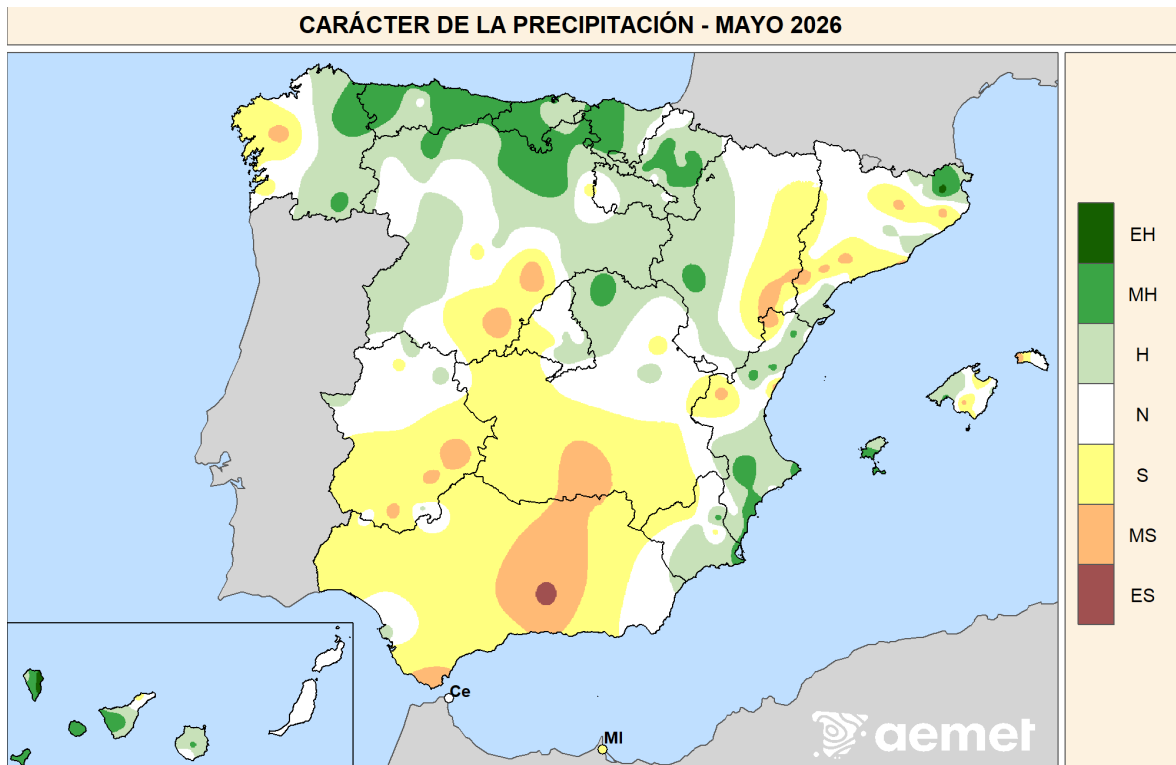 CARÁCTER DE LA PRECIPITACIÓN - MAYO 2026
EH
MH
H
N
S
MS
ES
Ce
Ml
aemet